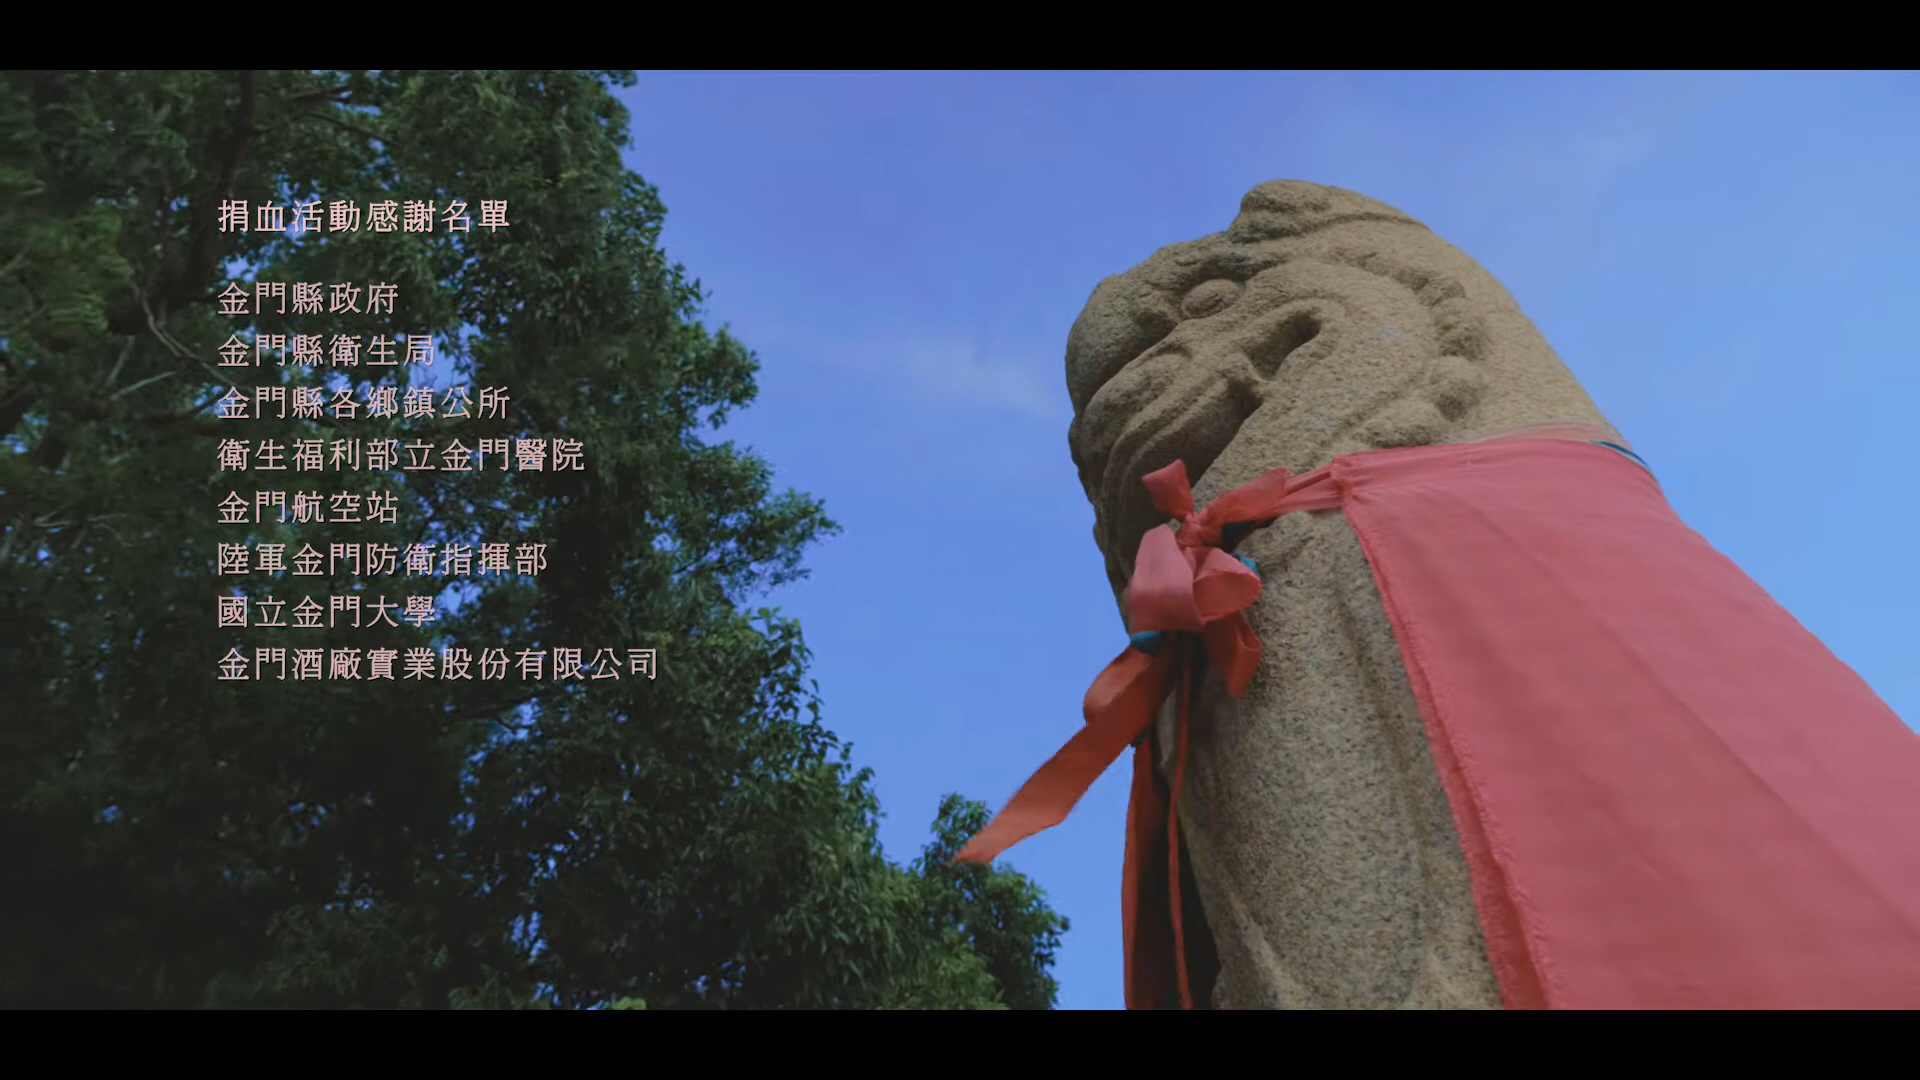 捐血活動感謝名單
金門縣政府
金門縣衛生局
金門縣各鄉鎮公所
衛生福利部立金門醫院
金門航空站
陸軍金門防衛指揮部
國立金門大學
金門酒廠實業股份有限公司